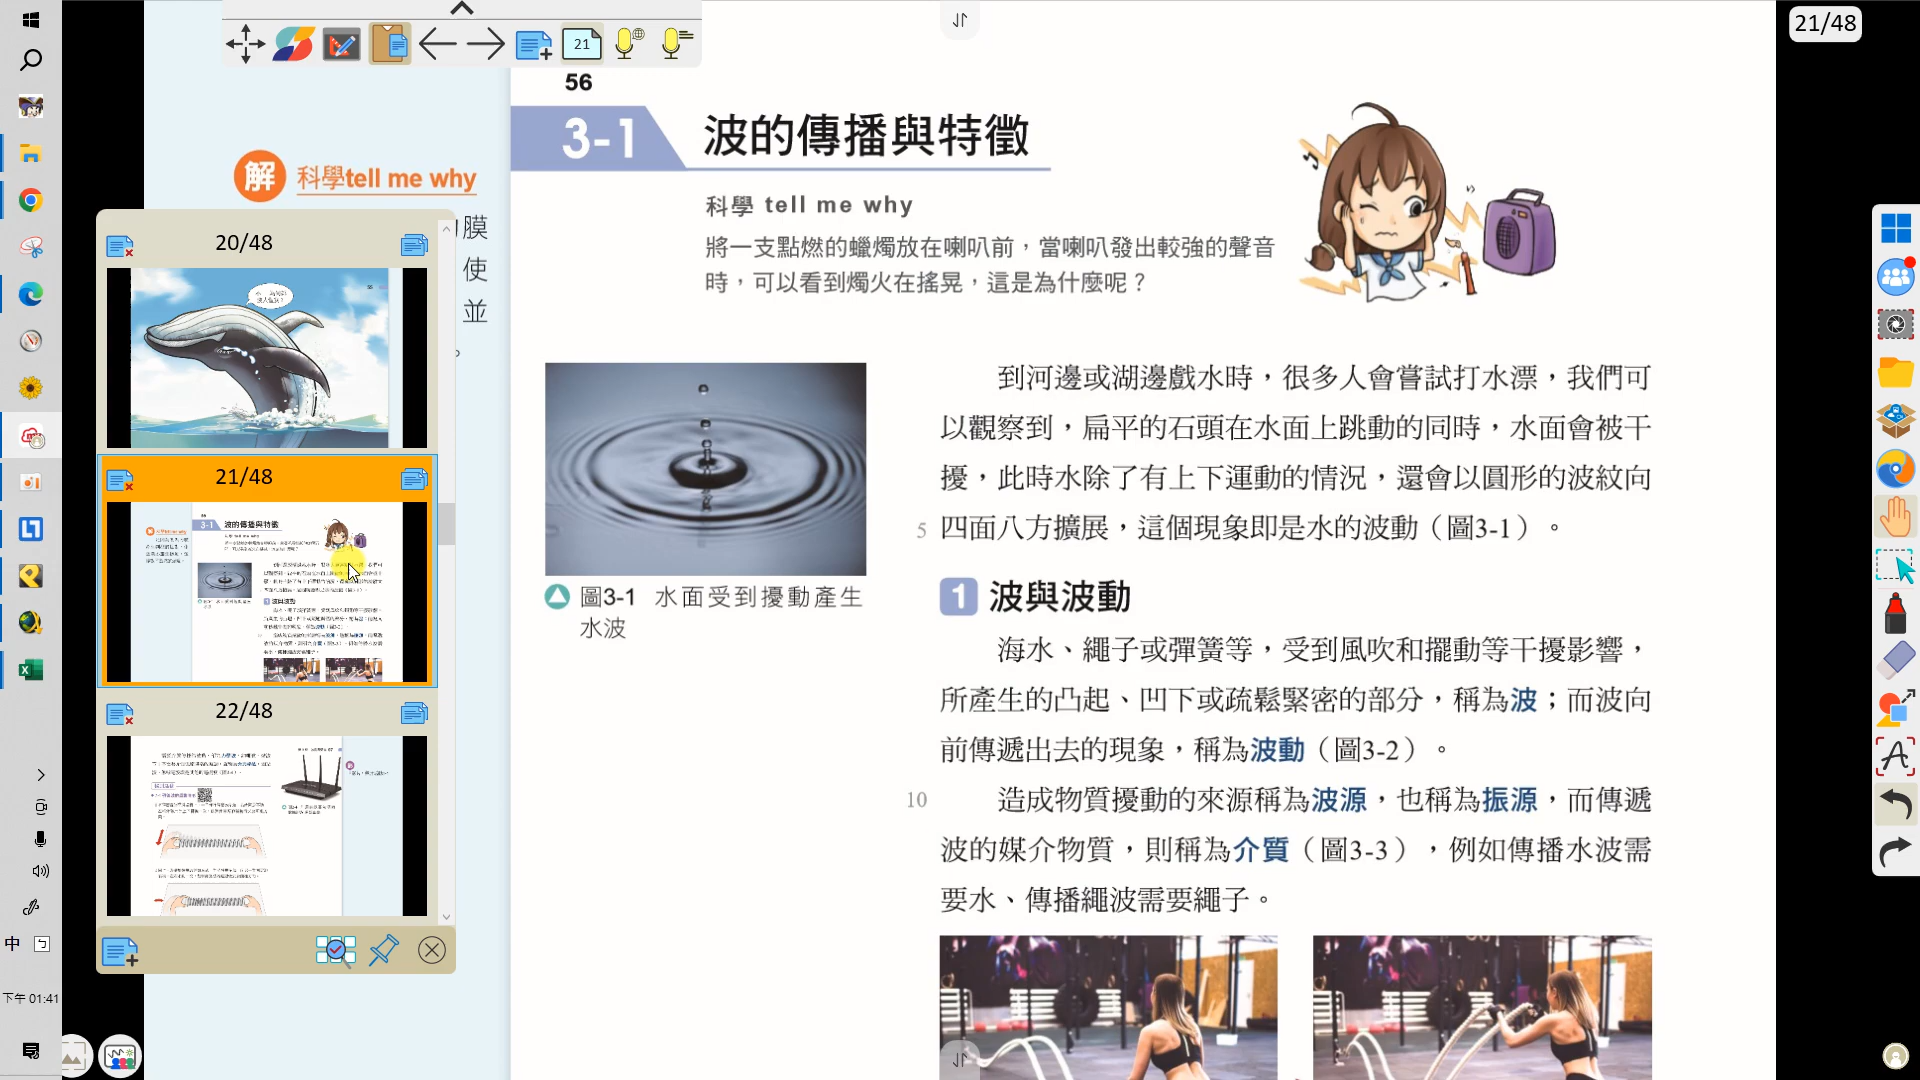 21/48
21
56
3-1 波的傳播與特徵
解 科學tell me why
膜
使
並
。
科學 tell me why
將一支點燃的蠟燭放在喇叭前，當喇叭發出較強的聲音
時，可以看到燭火在搖晃，這是為什麼呢？
20/48
21/48
3-1 波的傳播與特徵
22/48
到河邊或湖邊戲水時，很多人會嘗試打水漂，我們可
以觀察到，扁平的石頭在水面上跳動的同時，水面會被干
擾，此時水除了有上下運動的情況，還會以圓形的波紋向
5 四面八方擴展，這個現象即是水的波動（圖3-1）。
圖3-1 水面受到擾動產生
水波
1 波與波動
海水、繩子或彈簧等，受到風吹和擺動等干擾影響，
所產生的凸起、凹下或疏鬆緊密的部分，稱為波；而波向
前傳遞出去的現象，稱為波動（圖3-2）。
10 造成物質擾動的來源稱為波源，也稱為振源，而傳遞
波的媒介物質，則稱為介質（圖3-3），例如傳播水波需
要水、傳播繩波需要繩子。
中
下午 01:41